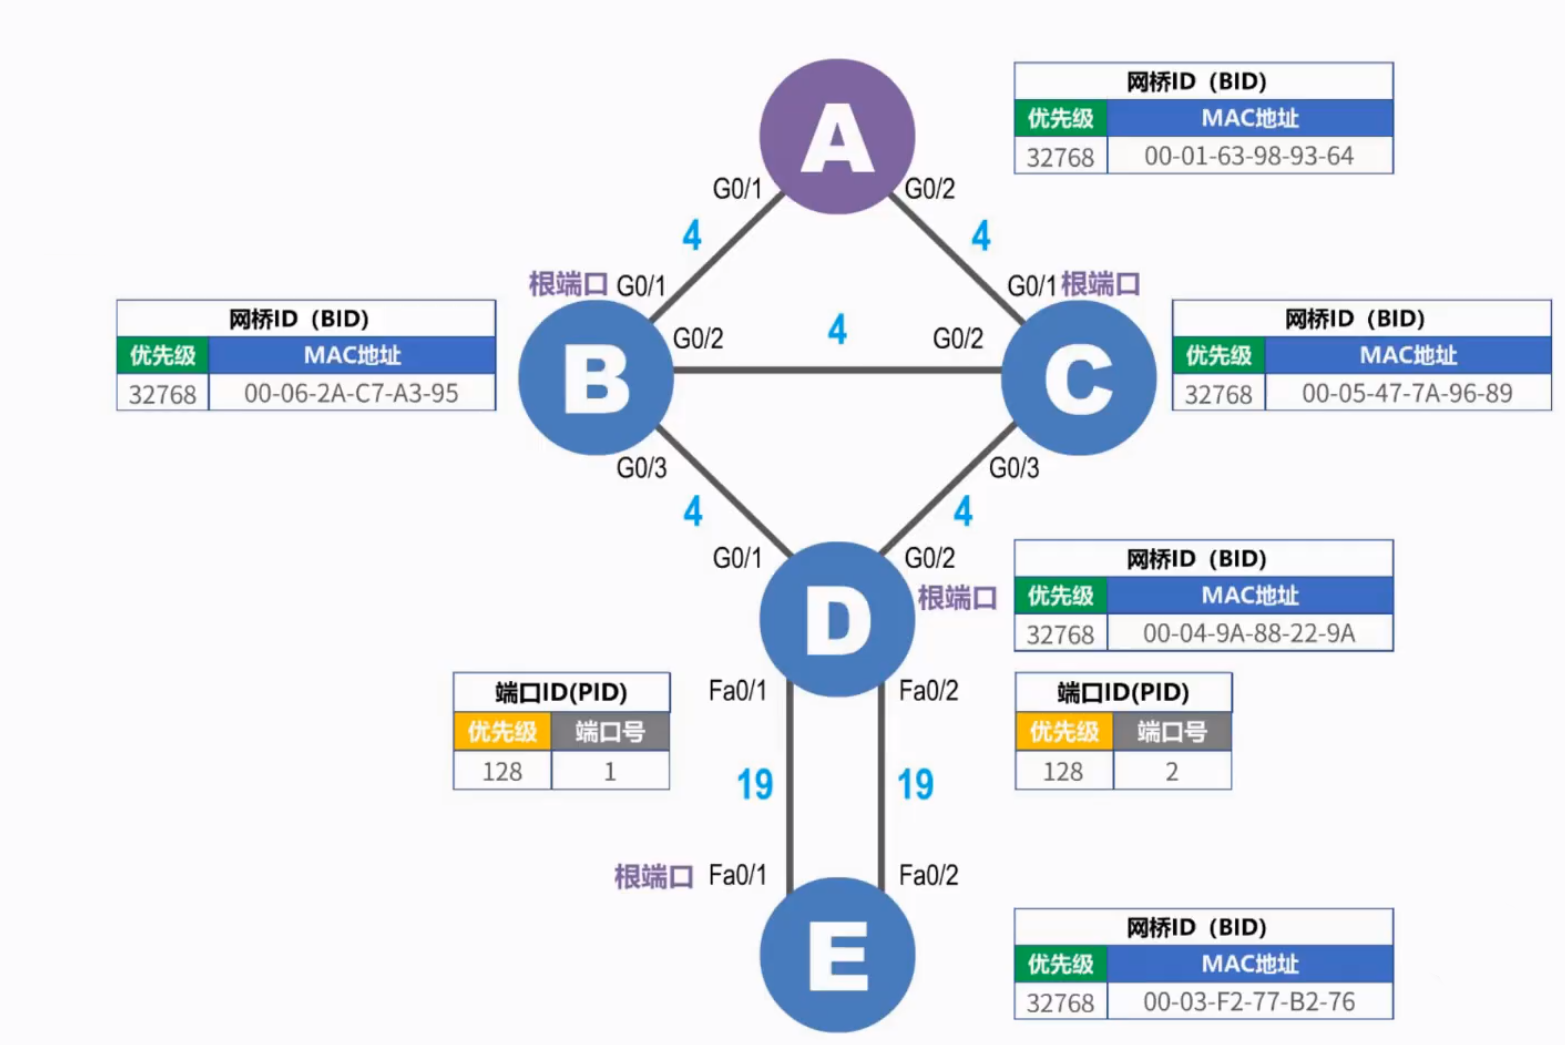 A
网桥ID（BID）
优先级 MAC地址
32768 00-01-63-98-93-64
G0/1 G0/2
4 4
根端口 G0/1 G0/1 根端口
网桥ID（BID）
优先级 MAC地址
32768 00-06-2A-C7-A3-95
B
G0/2 4 G0/2
C
网桥ID（BID）
优先级 MAC地址
32768 00-05-47-7A-96-89
G0/3 G0/3
4 4
G0/1 G0/2
D
根端口
网桥ID（BID）
优先级 MAC地址
32768 00-04-9A-88-22-9A
端口ID(PID)
优先级 端口号
128 1
Fa0/1 Fa0/2
端口ID(PID)
优先级 端口号
128 2
19 19
根端口 Fa0/1 Fa0/2
E
网桥ID（BID）
优先级 MAC地址
32768 00-03-F2-77-B2-76